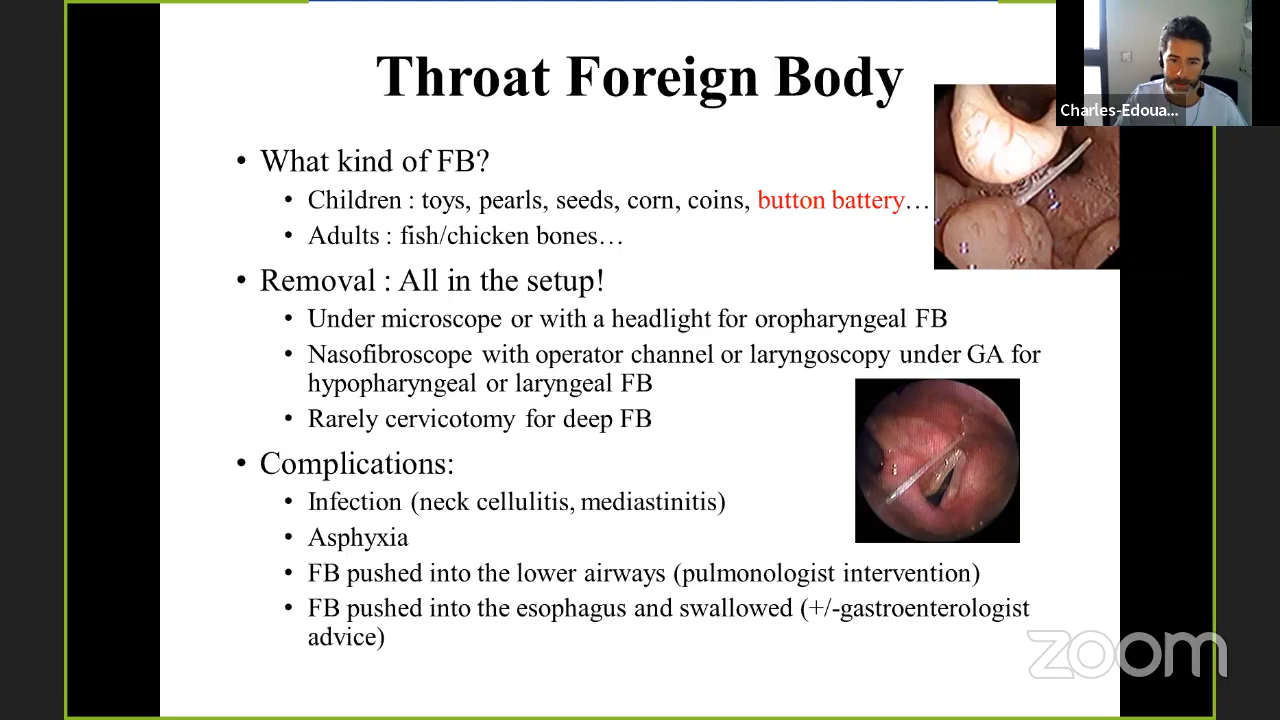 Throat Foreign Body
Charles-Edoua...
• What kind of FB?
• Children : toys, pearls, seeds, corn, coins, button battery…
• Adults : fish/chicken bones…
• Removal : All in the setup!
• Under microscope or with a headlight for oropharyngeal FB
• Nasofibroscope with operator channel or laryngoscopy under GA for
hypopharyngeal or laryngeal FB
• Rarely cervicotomy for deep FB
• Complications:
• Infection (neck cellulitis, mediastinitis)
• Asphyxia
• FB pushed into the lower airways (pulmonologist intervention)
• FB pushed into the esophagus and swallowed (+/-gastroenterologist
advice)
zoom